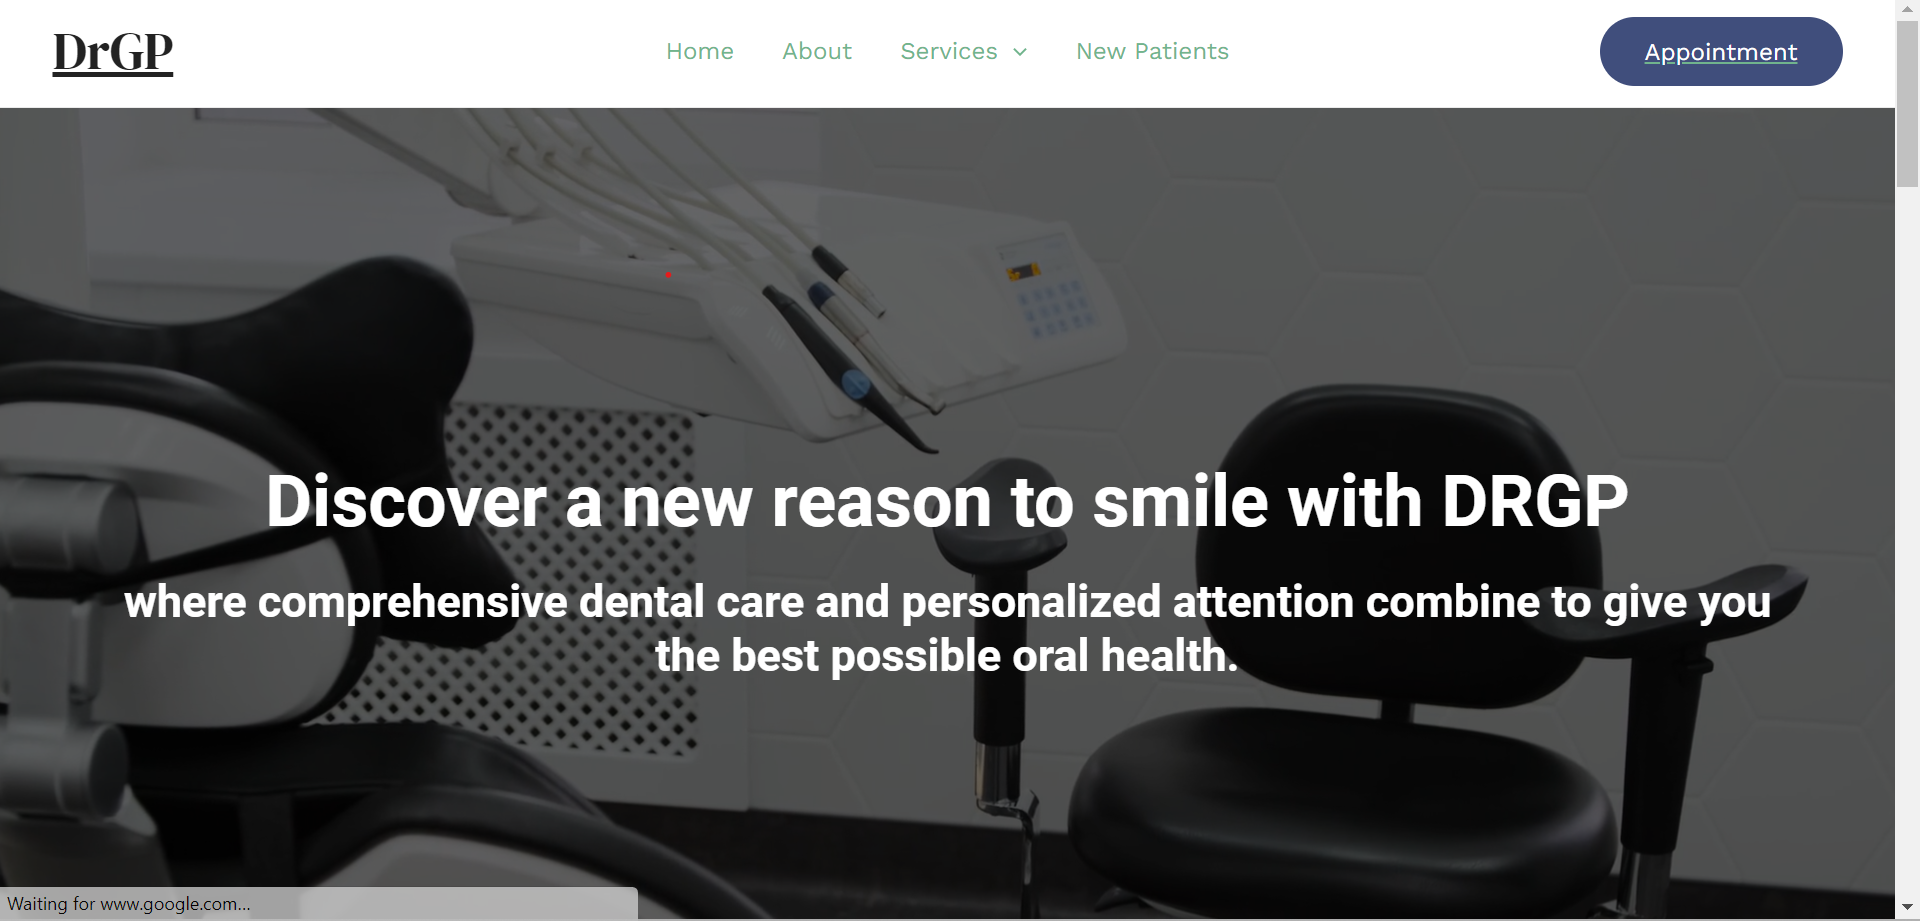 DrGP
Home About Services New Patients
Appointment
Discover a new reason to smile with DRGP
where comprehensive dental care and personalized attention combine to give you
the best possible oral health.
Waiting for www.google.com...